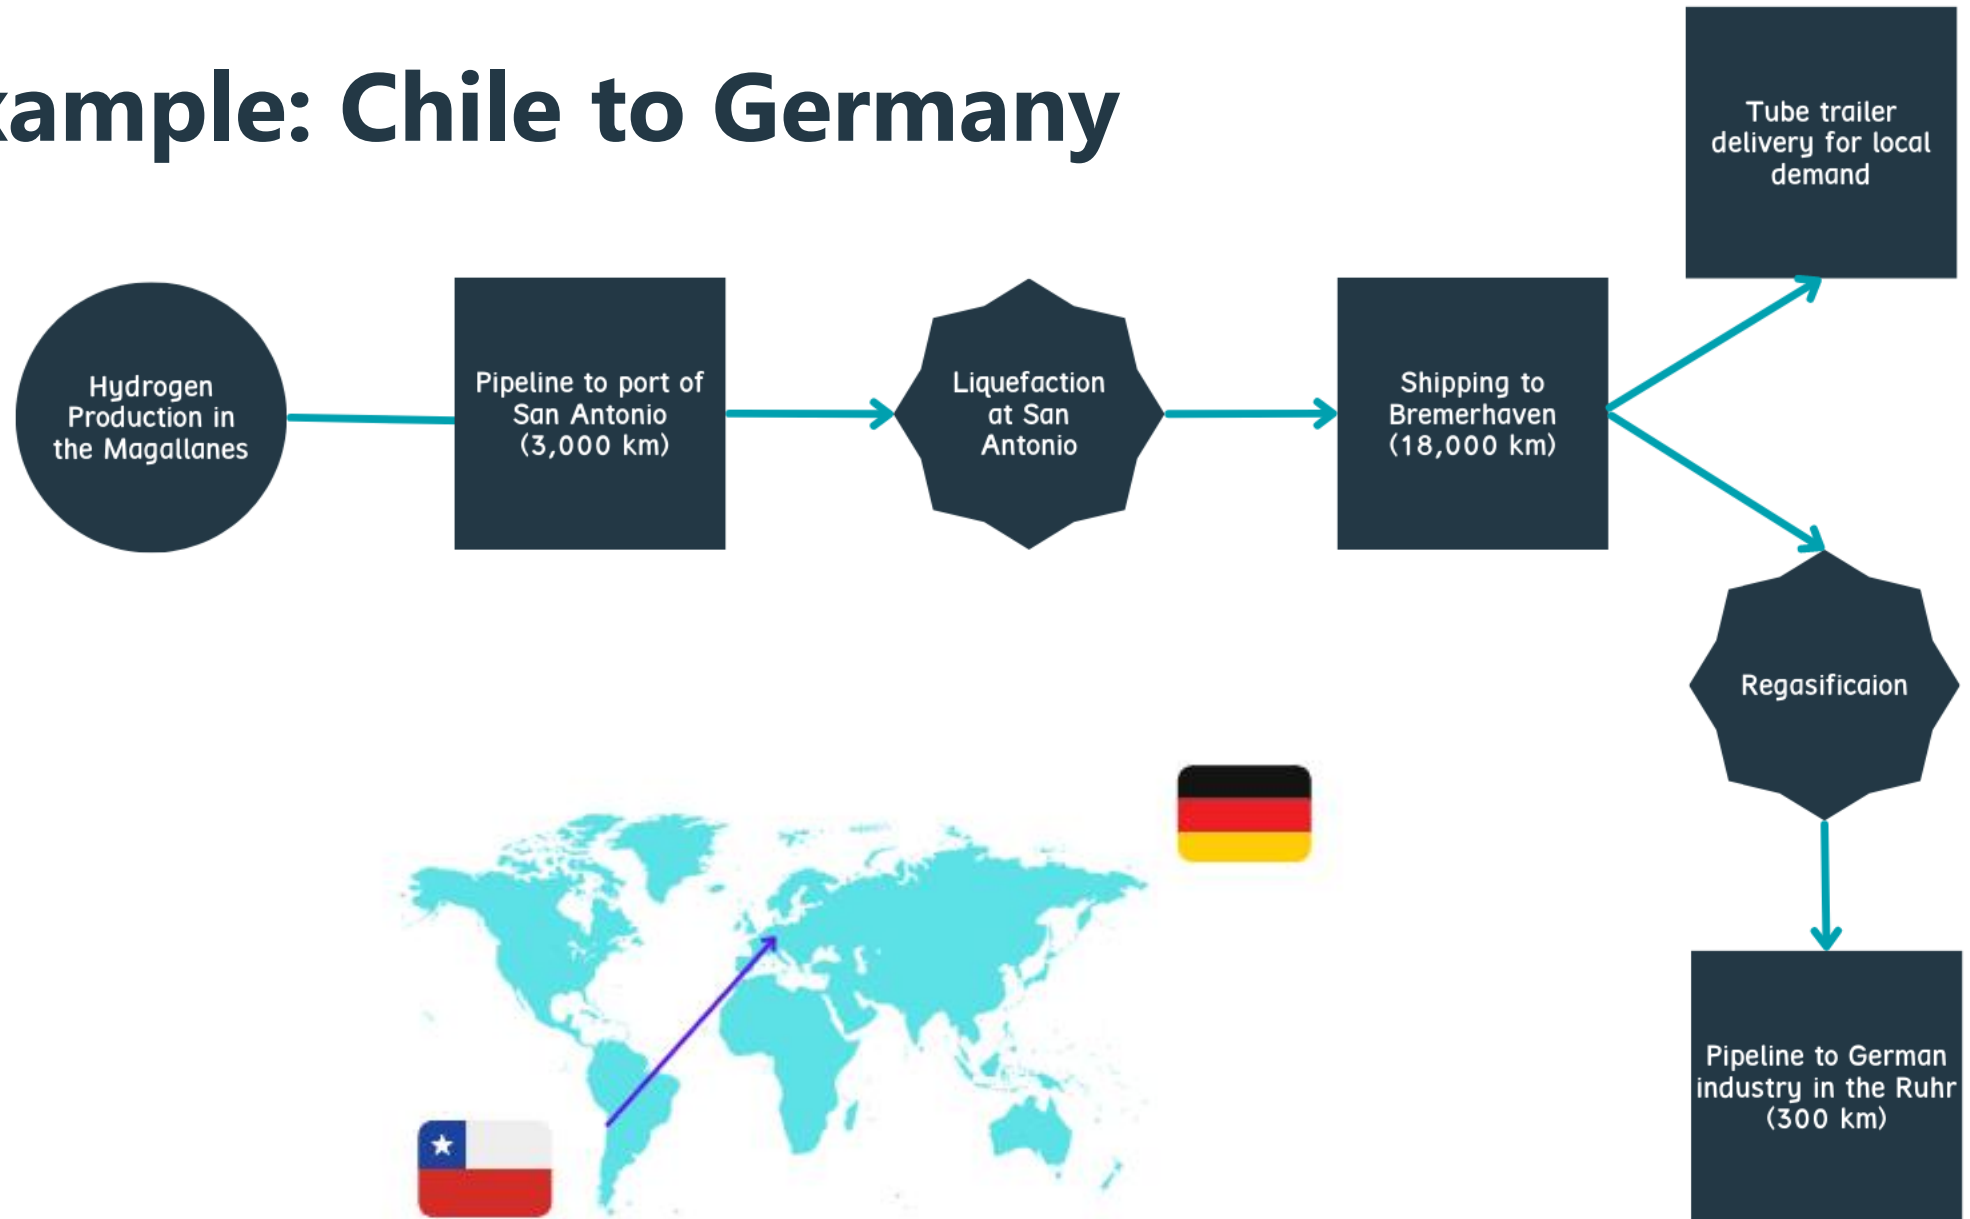 xample: Chile to Germany
Tube trailer
delivery for local
demand
Hydrogen
Production in
the Magallanes
Pipeline to port of
San Antonio
(3,000 km)
Liquefaction
at San
Antonio
Shipping to
Bremerhaven
(18,000 km)
Regasificaion
Pipeline to German
industry in the Ruhr
(300 km)